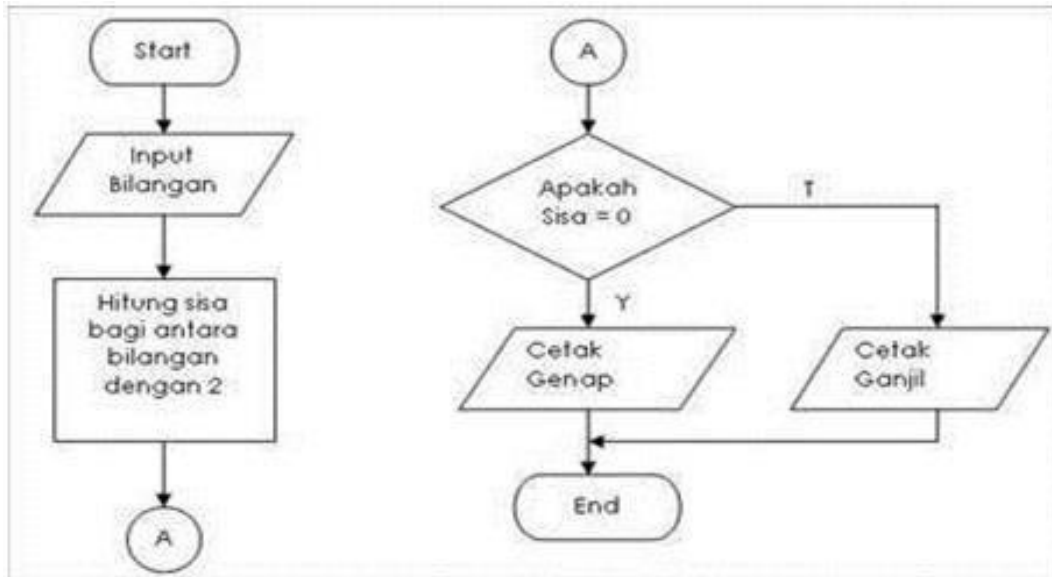 Start
Input
Bilangan
Hitung sisa
bagi antara
bilangan
dengan 2
A
A
Apakah
Sisa = 0
T
Y
Cetak
Genap
Cetak
Ganjil
End